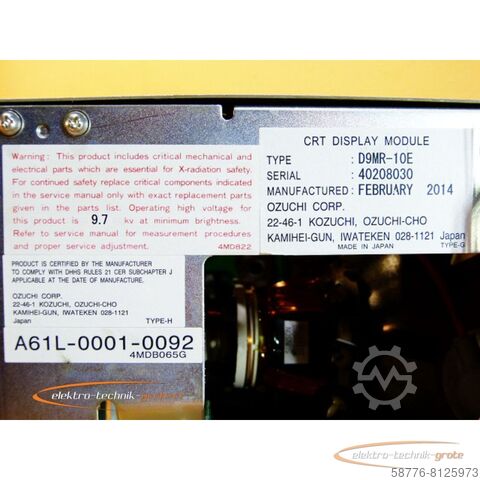 Warning: This product includes critical mechanical and
electrical parts which are essential for X-radiation safety.
For continued safety replace critical components indicated
in the service manual only with exact replacement parts
given in the parts list. Operating high voltage for
this product is 9.7 kv at minimum brightness.
Refer to service manual for measurement procedures
and proper service adjustment. 4MD822
CRT DISPLAY MODULE
TYPE : D9MR-10E
SERIAL : 40208030
MANUFACTURED : FEBRUARY 2014
OZUCHI CORP.
22-46-1 KOZUCHI, OZUCHI-CHO
KAMIHEI-GUN, IWATEKEN 028-1121 Japan
MADE IN JAPAN TYPE-G
PRODUCT IS CERTIFIED BY THE MANUFACTURER
TO COMPLY WITH DHHS RULES 21 CFR SUBCHAPTER J
APPLICABLE AT THE DATE OF MANUFACTURE.
OZUCHI CORP.
22-46-1 KOZUCHI, OZUCHI-CHO
KAMIHEI-GUN, IWATEKEN 028-1121
Japan TYPE-H
A61L-0001-0092
4MDB065G
elektro-technik-grote
elektro-technik-grote
58776-8125973